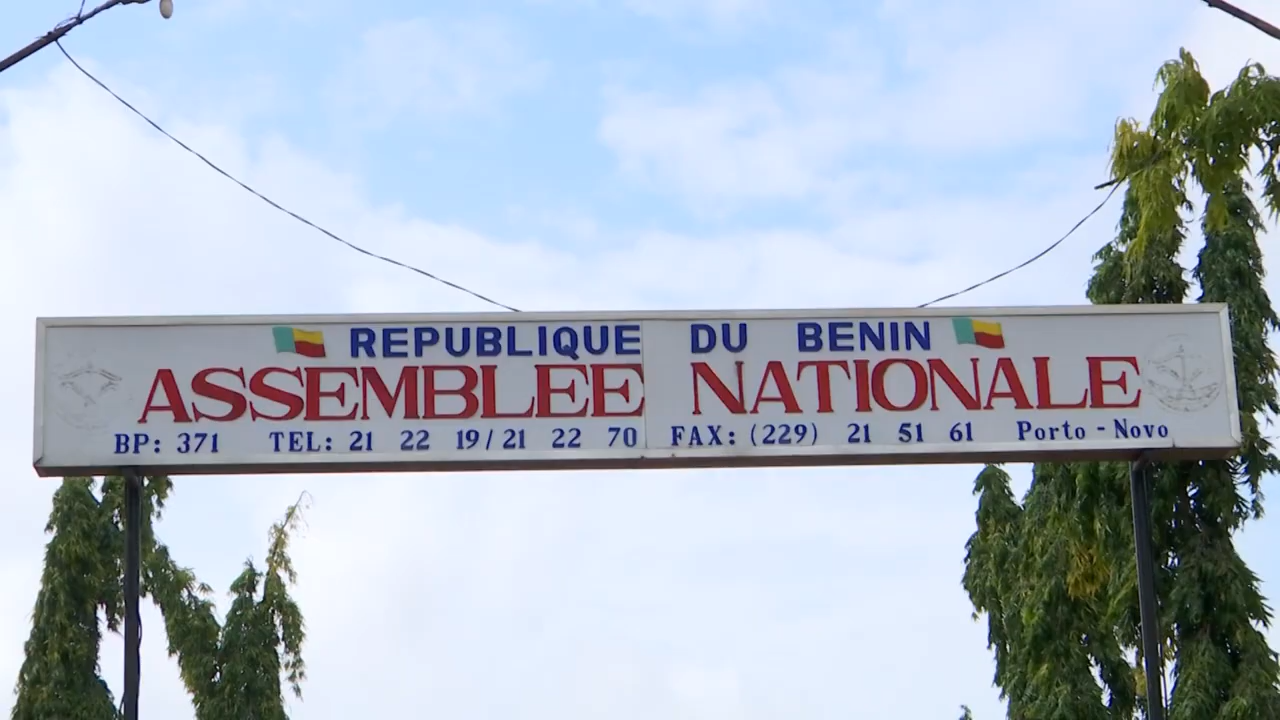 REPUBLIQUE DU BENIN
ASSEMBLEE NATIONALE
BP: 371 TEL: 21 22 19/21 22 70 FAX: (229) 21 51 61 Porto - Novo